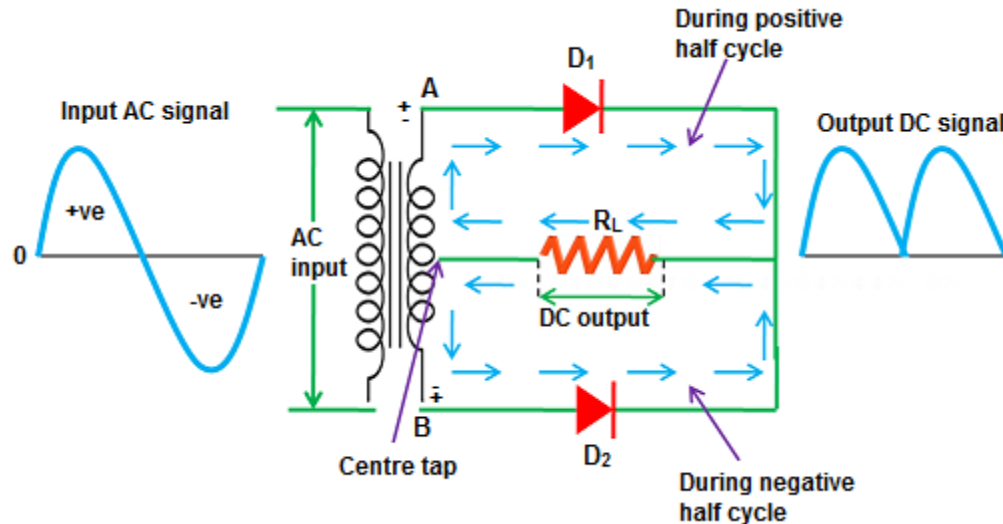 During positive
half cycle
D1
A
Input AC signal
+
-
Output DC signal
+ve
RL
0
AC
input
-ve
DC output
-
+
B
D2
Centre tap
During negative
half cycle